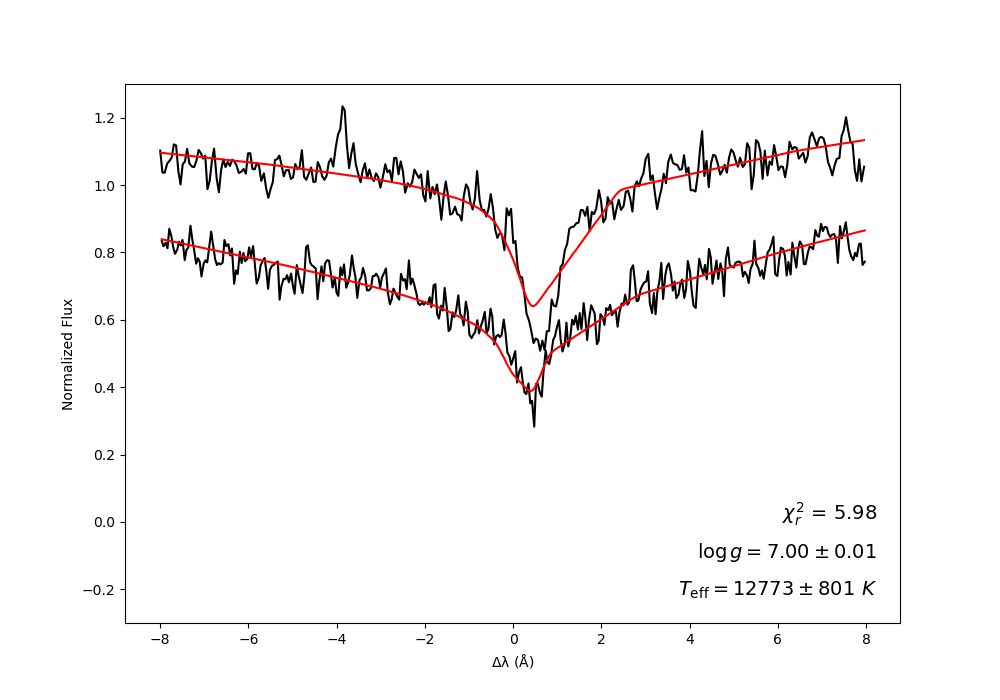 1.2
1.0
0.8
0.6
0.4
0.2
0.0
−0.2
Normalized Flux
χ²ᵣ = 5.98
log g = 7.00 ± 0.01
T_eff = 12773 ± 801 K
−8 −6 −4 −2 0 2 4 6 8
Δλ (Å)